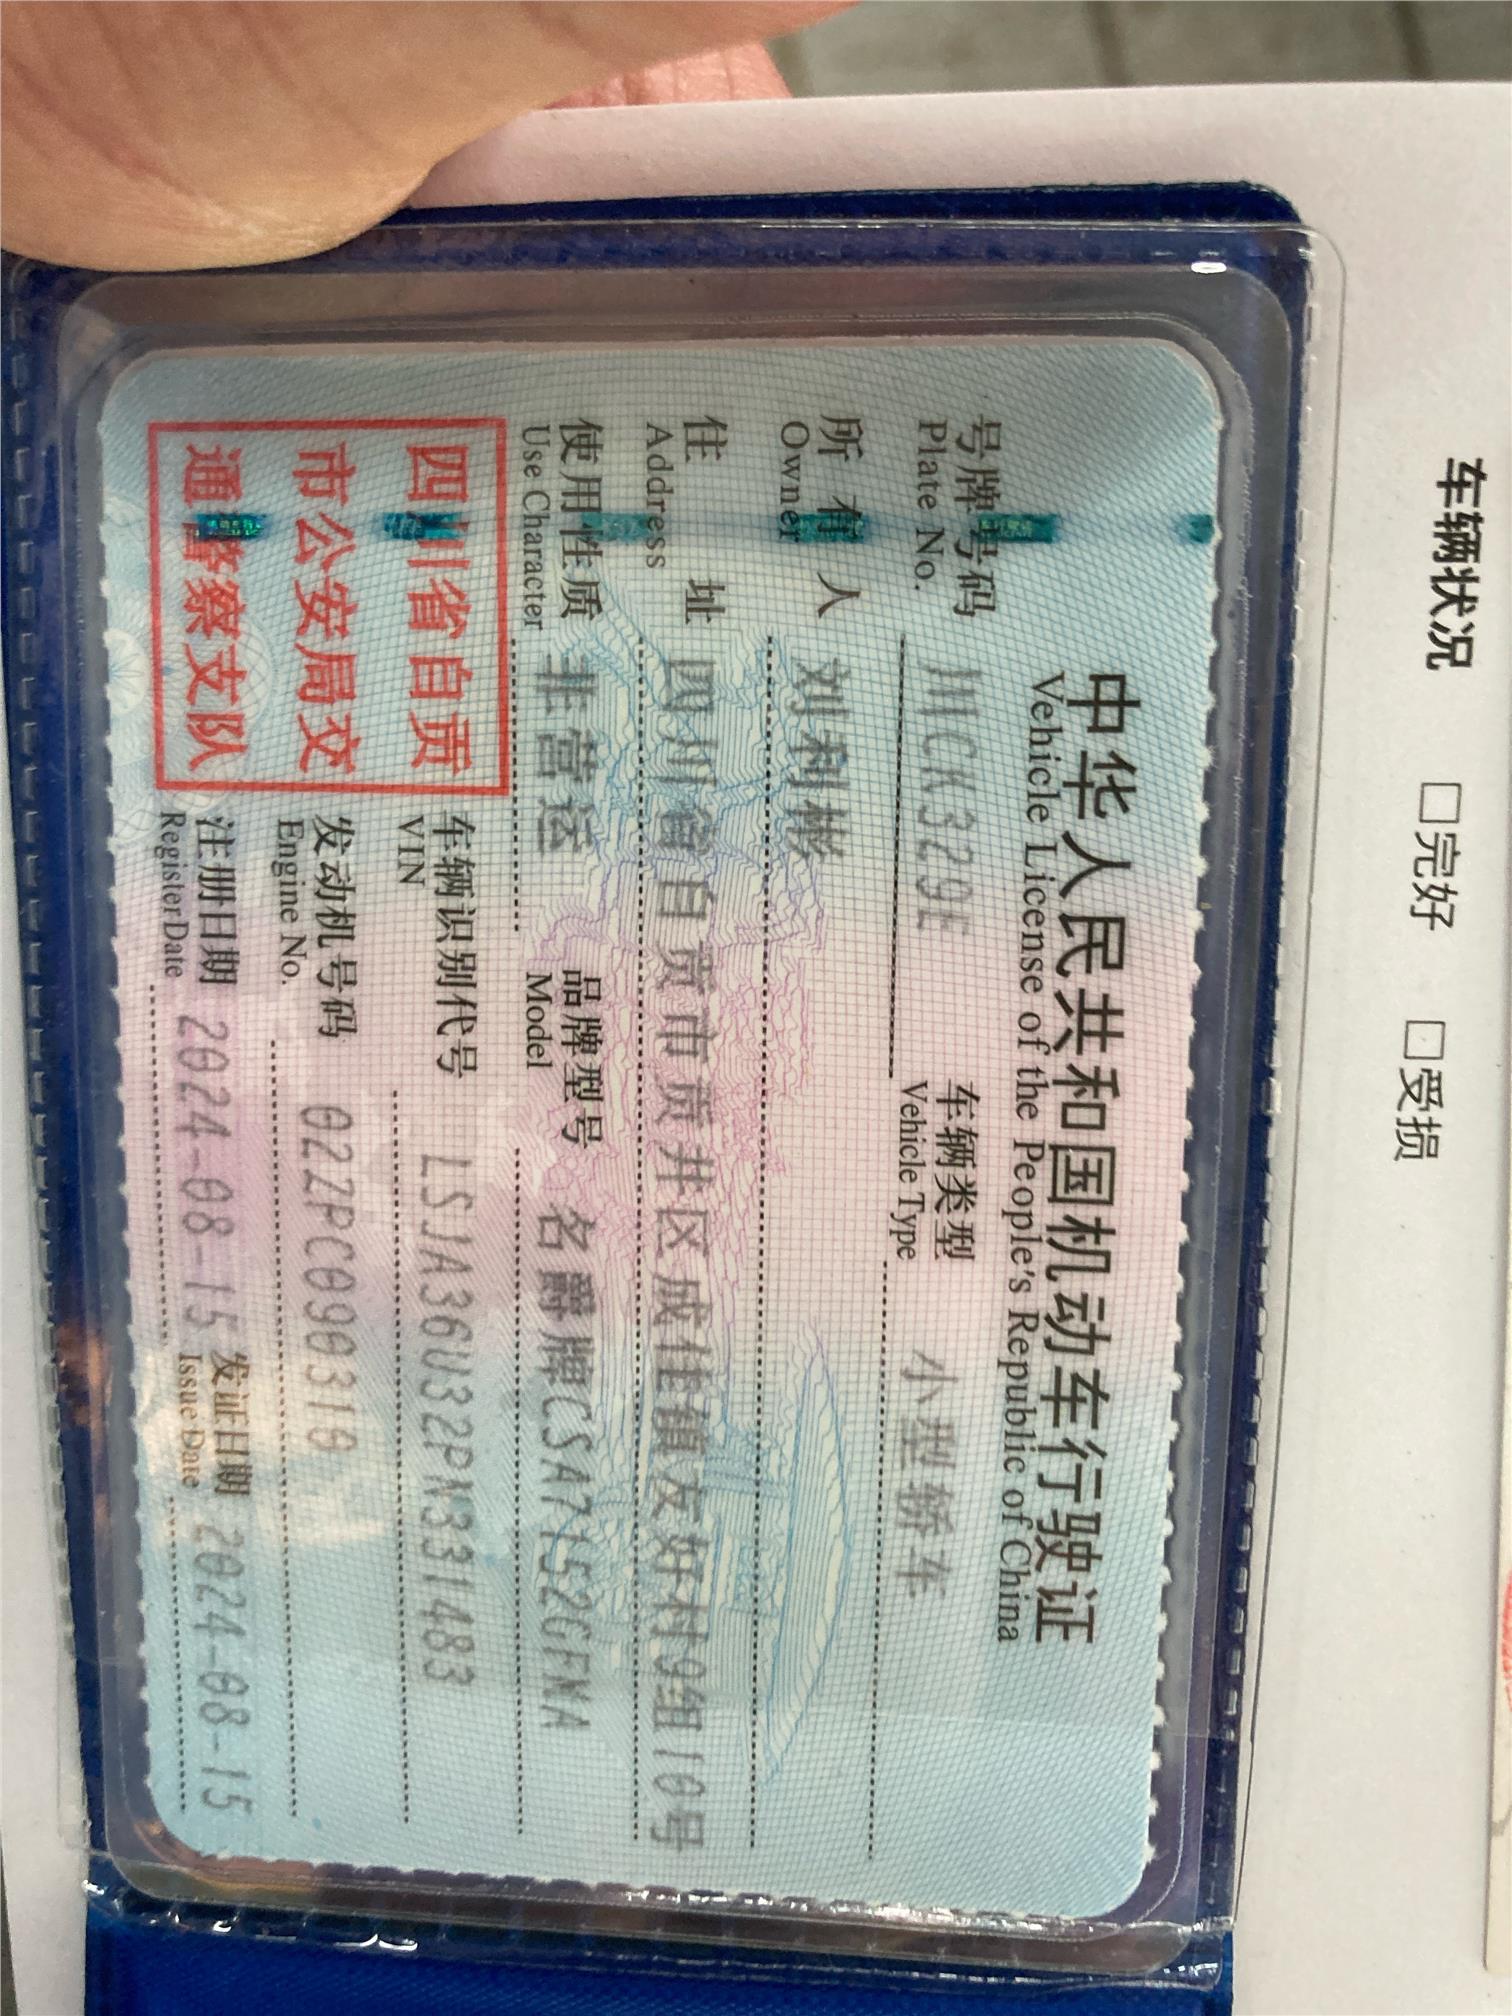 车辆状况 □完好 □受损
中华人民共和国机动车行驶证
Vehicle License of the People's Republic of China
号牌号码 川CK329E 车辆类型 小型轿车
Plate No. Vehicle Type
所有人 刘利彬
Owner
住址 四川省自贡市贡井区成佳镇友好村9组10号
Address
使用性质 非营运 品牌型号 名爵牌CSA7152GFMA
Use Character Model
四川省自贡
市公安局交
通警察支队
车辆识别代号 LSJA36U32PN331483
VIN
发动机号码 02ZPC090310
Engine No.
注册日期 2024-08-15 发证日期 2024-08-15
Register Date Issue Date